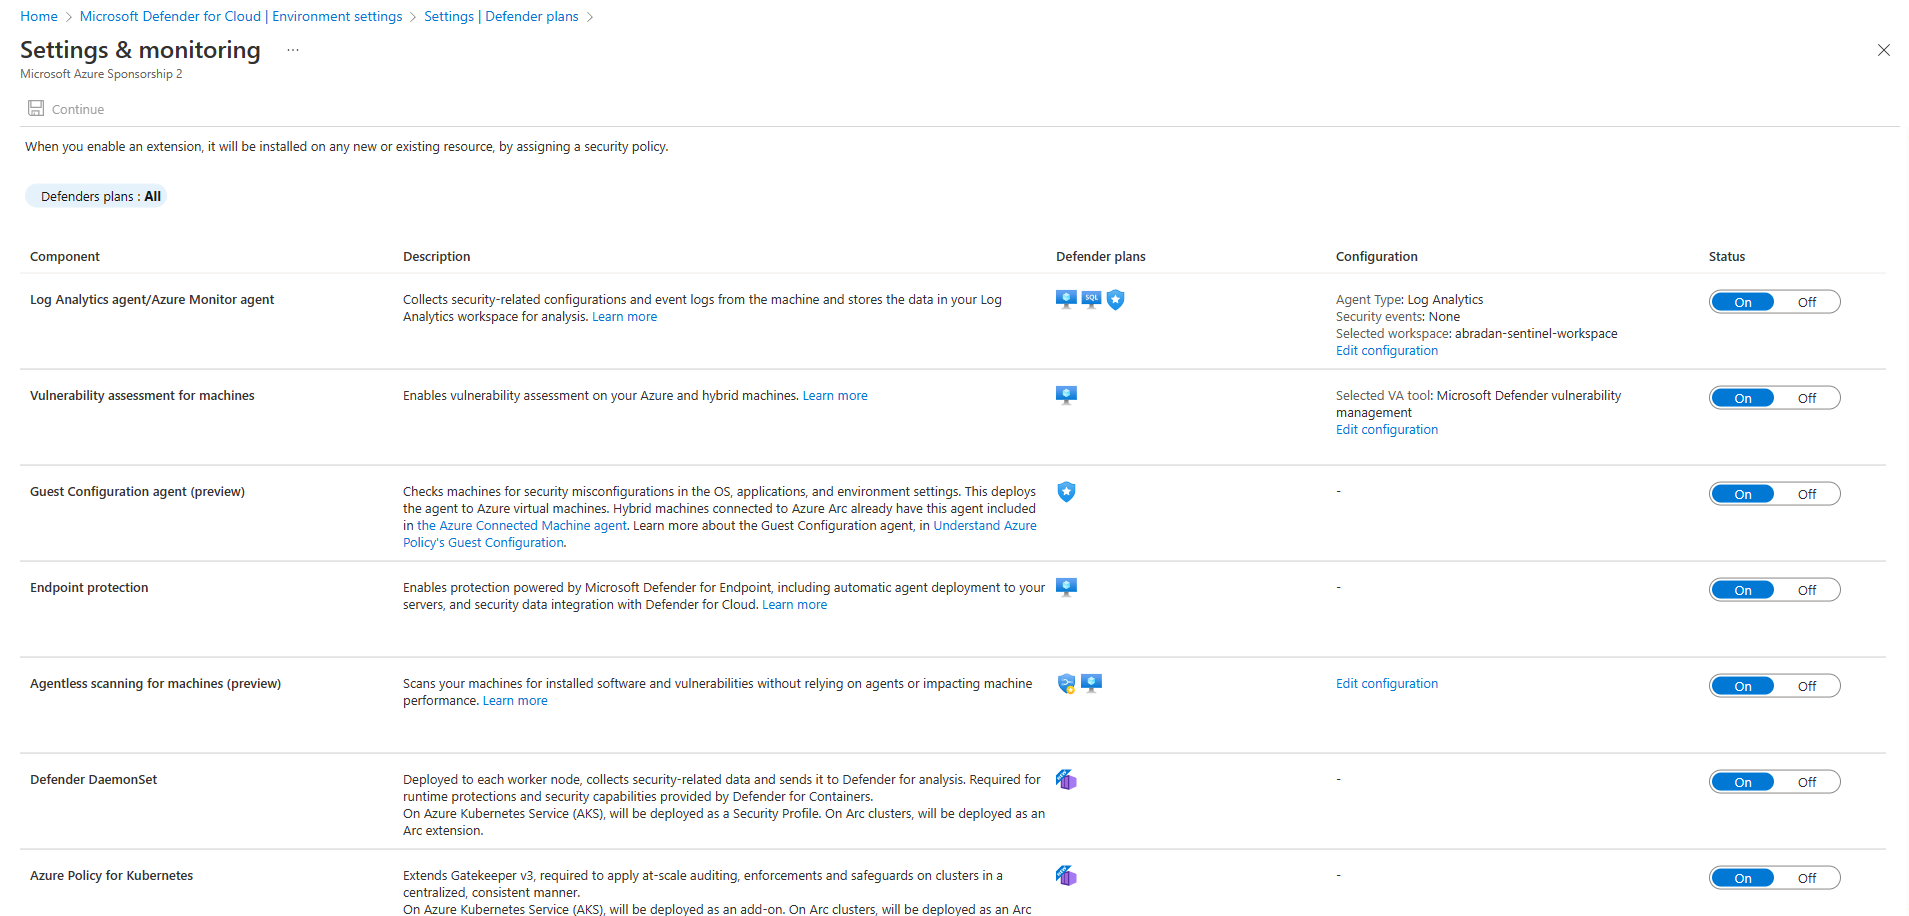 Home > Microsoft Defender for Cloud | Environment settings > Settings | Defender plans >
Settings & monitoring ...
Microsoft Azure Sponsorship 2
Continue
When you enable an extension, it will be installed on any new or existing resource, by assigning a security policy.
Defenders plans : All
Component Description Defender plans Configuration Status
Log Analytics agent/Azure Monitor agent
Collects security-related configurations and event logs from the machine and stores the data in your Log
Analytics workspace for analysis. Learn more
SQL
Agent Type: Log Analytics
Security events: None
Selected workspace: abradan-sentinel-workspace
Edit configuration
On Off
Vulnerability assessment for machines
Enables vulnerability assessment on your Azure and hybrid machines. Learn more
Selected VA tool: Microsoft Defender vulnerability
management
Edit configuration
On Off
Guest Configuration agent (preview)
Checks machines for security misconfigurations in the OS, applications, and environment settings. This deploys
the agent to Azure virtual machines. Hybrid machines connected to Azure Arc already have this agent included
in the Azure Connected Machine agent. Learn more about the Guest Configuration agent, in Understand Azure
Policy's Guest Configuration.
-
On Off
Endpoint protection
Enables protection powered by Microsoft Defender for Endpoint, including automatic agent deployment to your
servers, and security data integration with Defender for Cloud. Learn more
-
On Off
Agentless scanning for machines (preview)
Scans your machines for installed software and vulnerabilities without relying on agents or impacting machine
performance. Learn more
Edit configuration
On Off
Defender DaemonSet
Deployed to each worker node, collects security-related data and sends it to Defender for analysis. Required for
runtime protections and security capabilities provided by Defender for Containers.
On Azure Kubernetes Service (AKS), will be deployed as a Security Profile. On Arc clusters, will be deployed as an
Arc extension.
-
On Off
Azure Policy for Kubernetes
Extends Gatekeeper v3, required to apply at-scale auditing, enforcements and safeguards on clusters in a
centralized, consistent manner.
On Azure Kubernetes Service (AKS), will be deployed as an add-on. On Arc clusters, will be deployed as an Arc
-
On Off